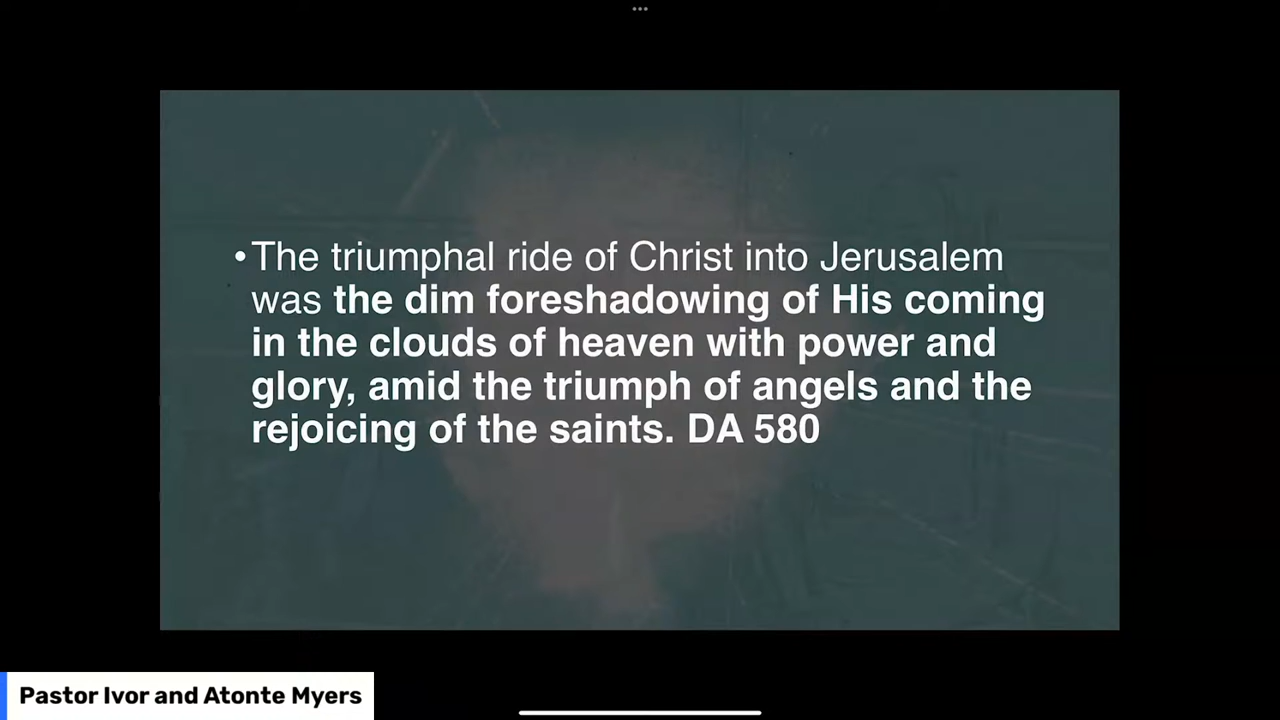 •The triumphal ride of Christ into Jerusalem
was the dim foreshadowing of His coming
in the clouds of heaven with power and
glory, amid the triumph of angels and the
rejoicing of the saints. DA 580
Pastor Ivor and Atonte Myers